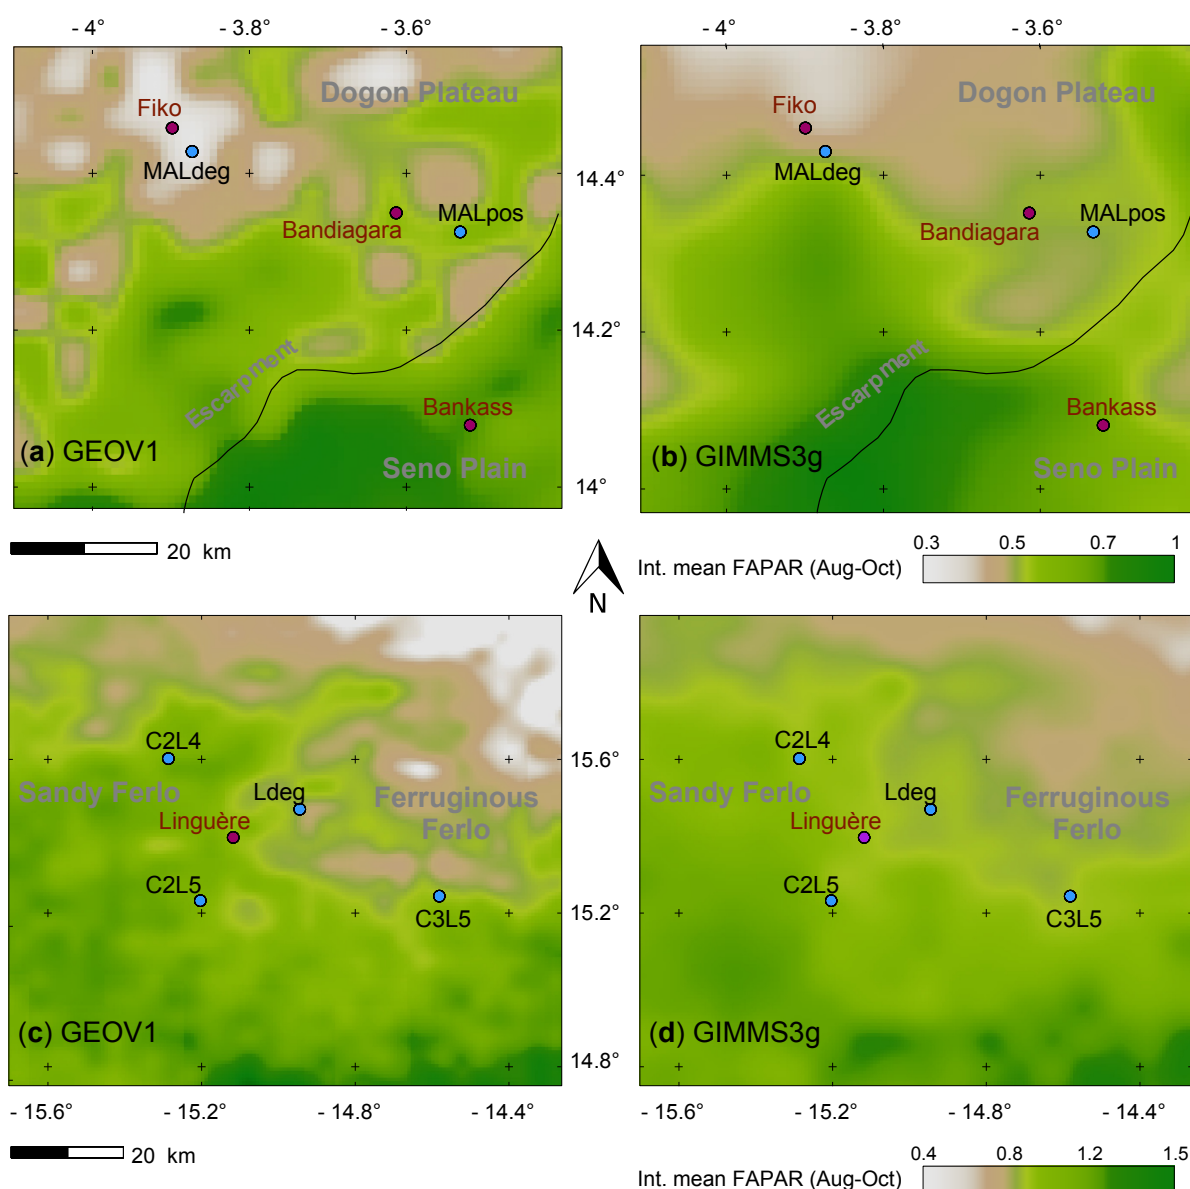 - 4°
- 3.8°
- 3.6°
- 4°
- 3.8°
- 3.6°
Dogon Plateau
Fiko
MALdeg
MALpos
Bandiagara
Escarpment
Bankass
(a) GEOV1
Seno Plain
14.4°
14.2°
14°
Dogon Plateau
Fiko
MALdeg
MALpos
Bandiagara
Escarpment
Bankass
(b) GIMMS3g
Seno Plain
20 km
N
0.3
0.5
0.7
1
Int. mean FAPAR (Aug-Oct)
C2L4
Sandy Ferlo
Ldeg
Ferruginous
Ferlo
Linguère
C2L5
C3L5
(c) GEOV1
15.6°
15.2°
14.8°
C2L4
Sandy Ferlo
Ldeg
Ferruginous
Ferlo
Linguère
C2L5
C3L5
(d) GIMMS3g
- 15.6°
- 15.2°
- 14.8°
- 14.4°
- 15.6°
- 15.2°
- 14.8°
- 14.4°
20 km
0.4
0.8
1.2
1.5
Int. mean FAPAR (Aug-Oct)